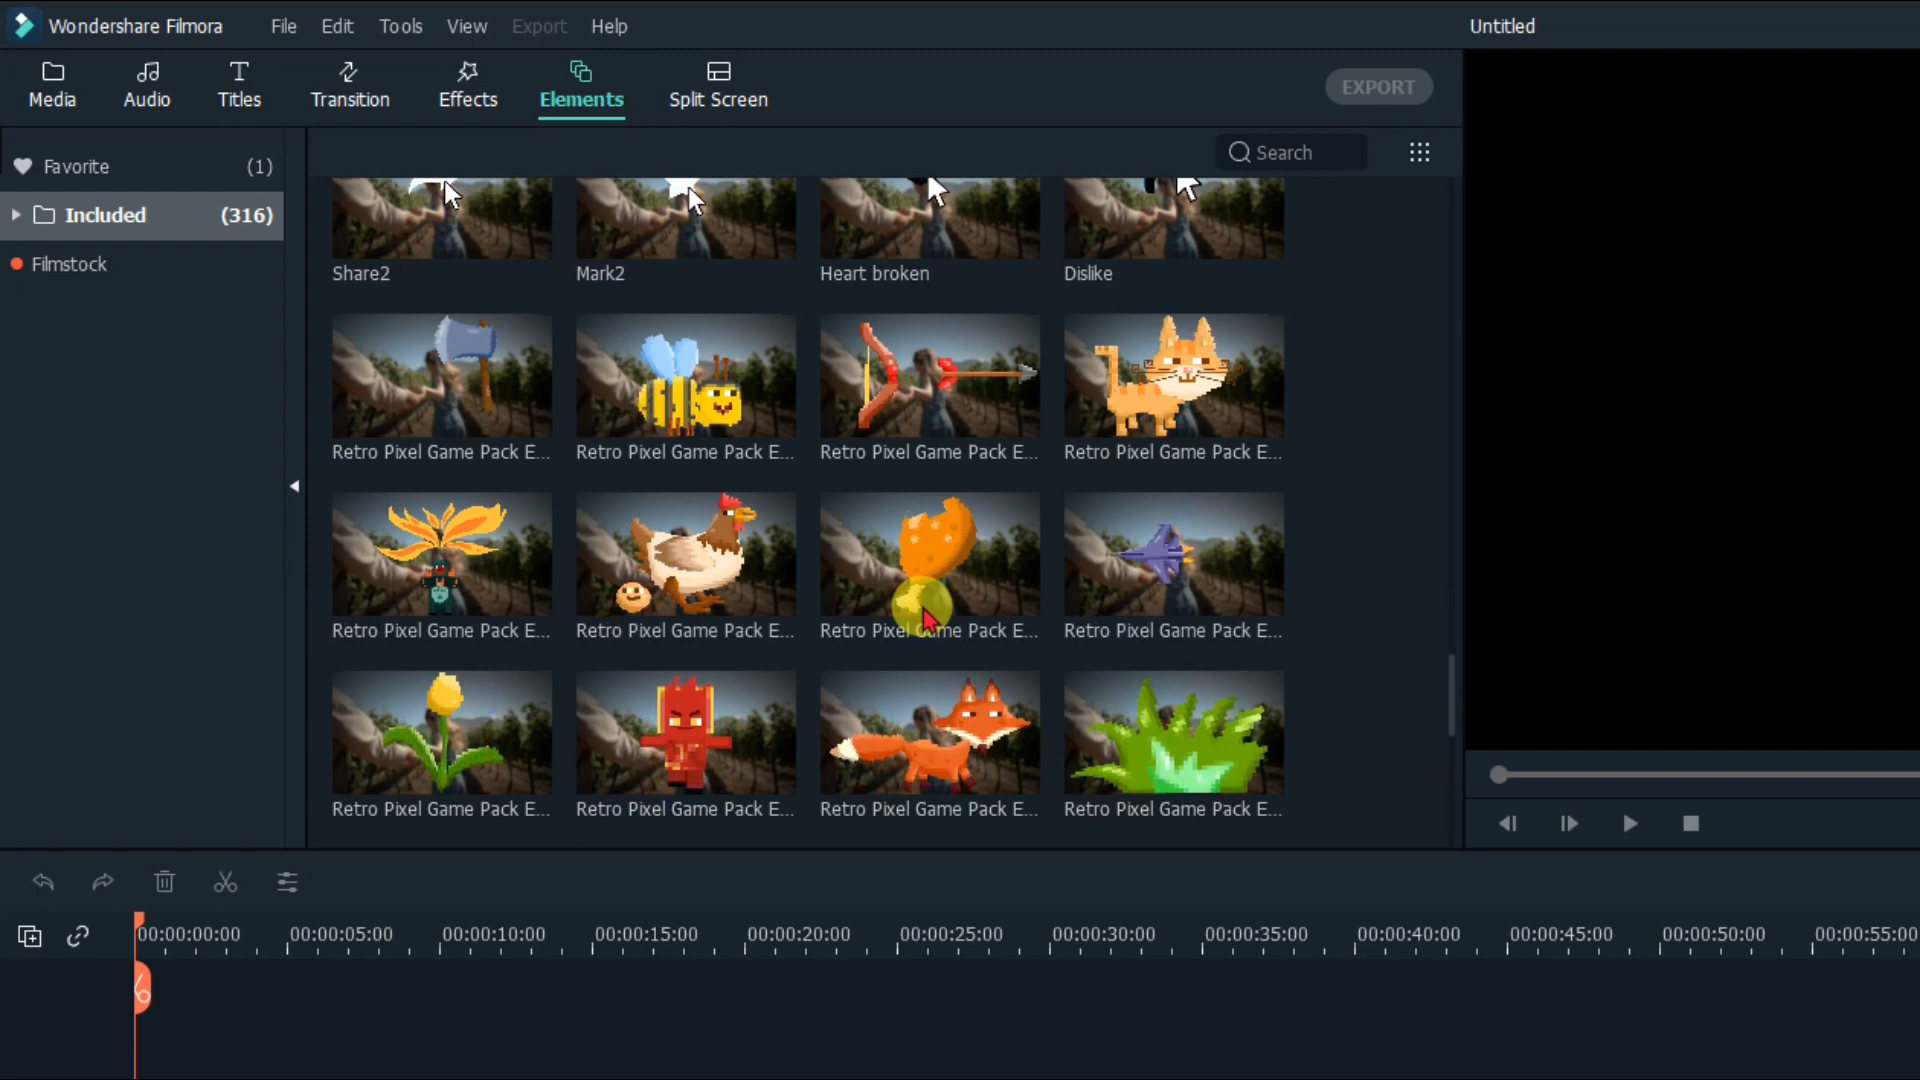 Wondershare Filmora File Edit Tools View Export Help Untitled
Media Audio Titles Transition Effects Elements Split Screen EXPORT
Favorite (1)
Included (316)
Filmstock
Search
Share2 Mark2 Heart broken Dislike
Retro Pixel Game Pack E... Retro Pixel Game Pack E... Retro Pixel Game Pack E... Retro Pixel Game Pack E...
Retro Pixel Game Pack E... Retro Pixel Game Pack E... Retro Pixel Game Pack E... Retro Pixel Game Pack E...
Retro Pixel Game Pack E... Retro Pixel Game Pack E... Retro Pixel Game Pack E... Retro Pixel Game Pack E...
00:00:00:00 00:00:05:00 00:00:10:00 00:00:15:00 00:00:20:00 00:00:25:00 00:00:30:00 00:00:35:00 00:00:40:00 00:00:45:00 00:00:50:00 00:00:55:00